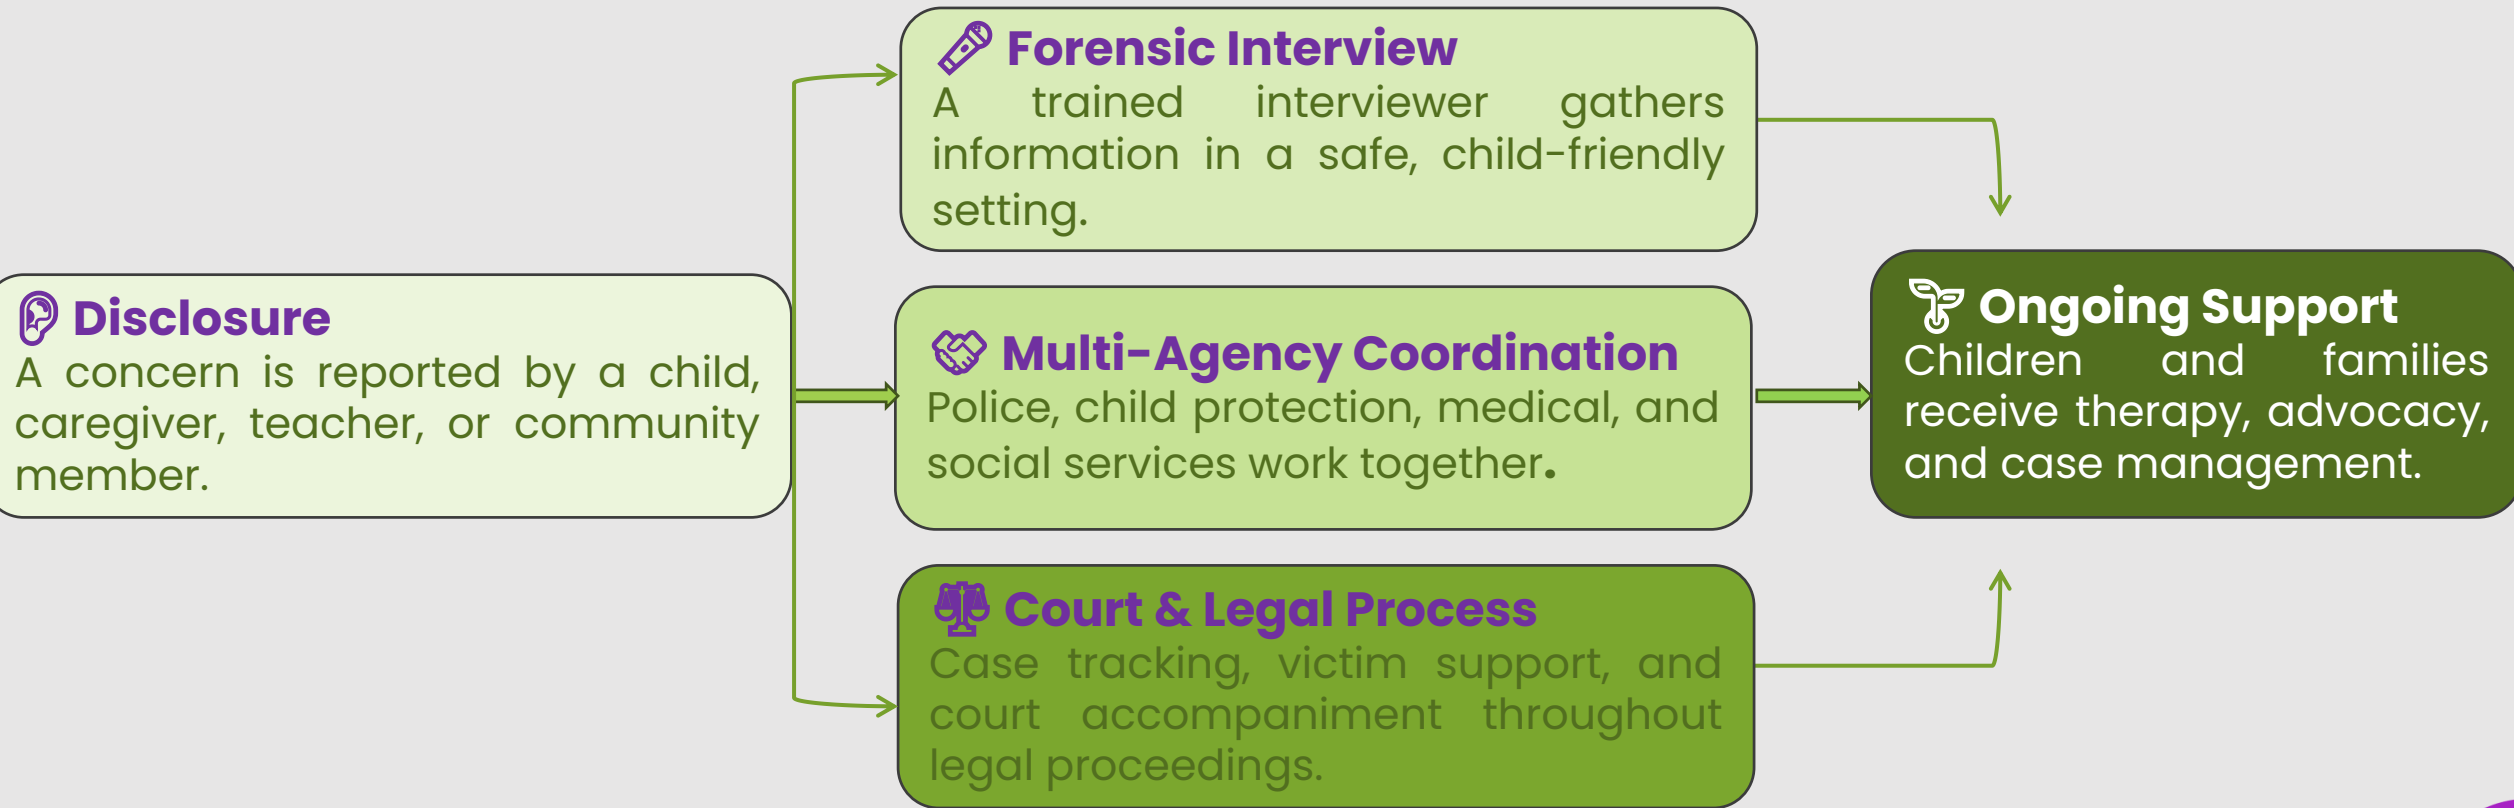 Disclosure
A concern is reported by a child,
caregiver, teacher, or community
member.
Forensic Interview
A trained interviewer gathers
information in a safe, child-friendly
setting.
Multi-Agency Coordination
Police, child protection, medical, and
social services work together.
Court & Legal Process
Case tracking, victim support, and
court accompaniment throughout
legal proceedings.
Ongoing Support
Children and families
receive therapy, advocacy,
and case management.